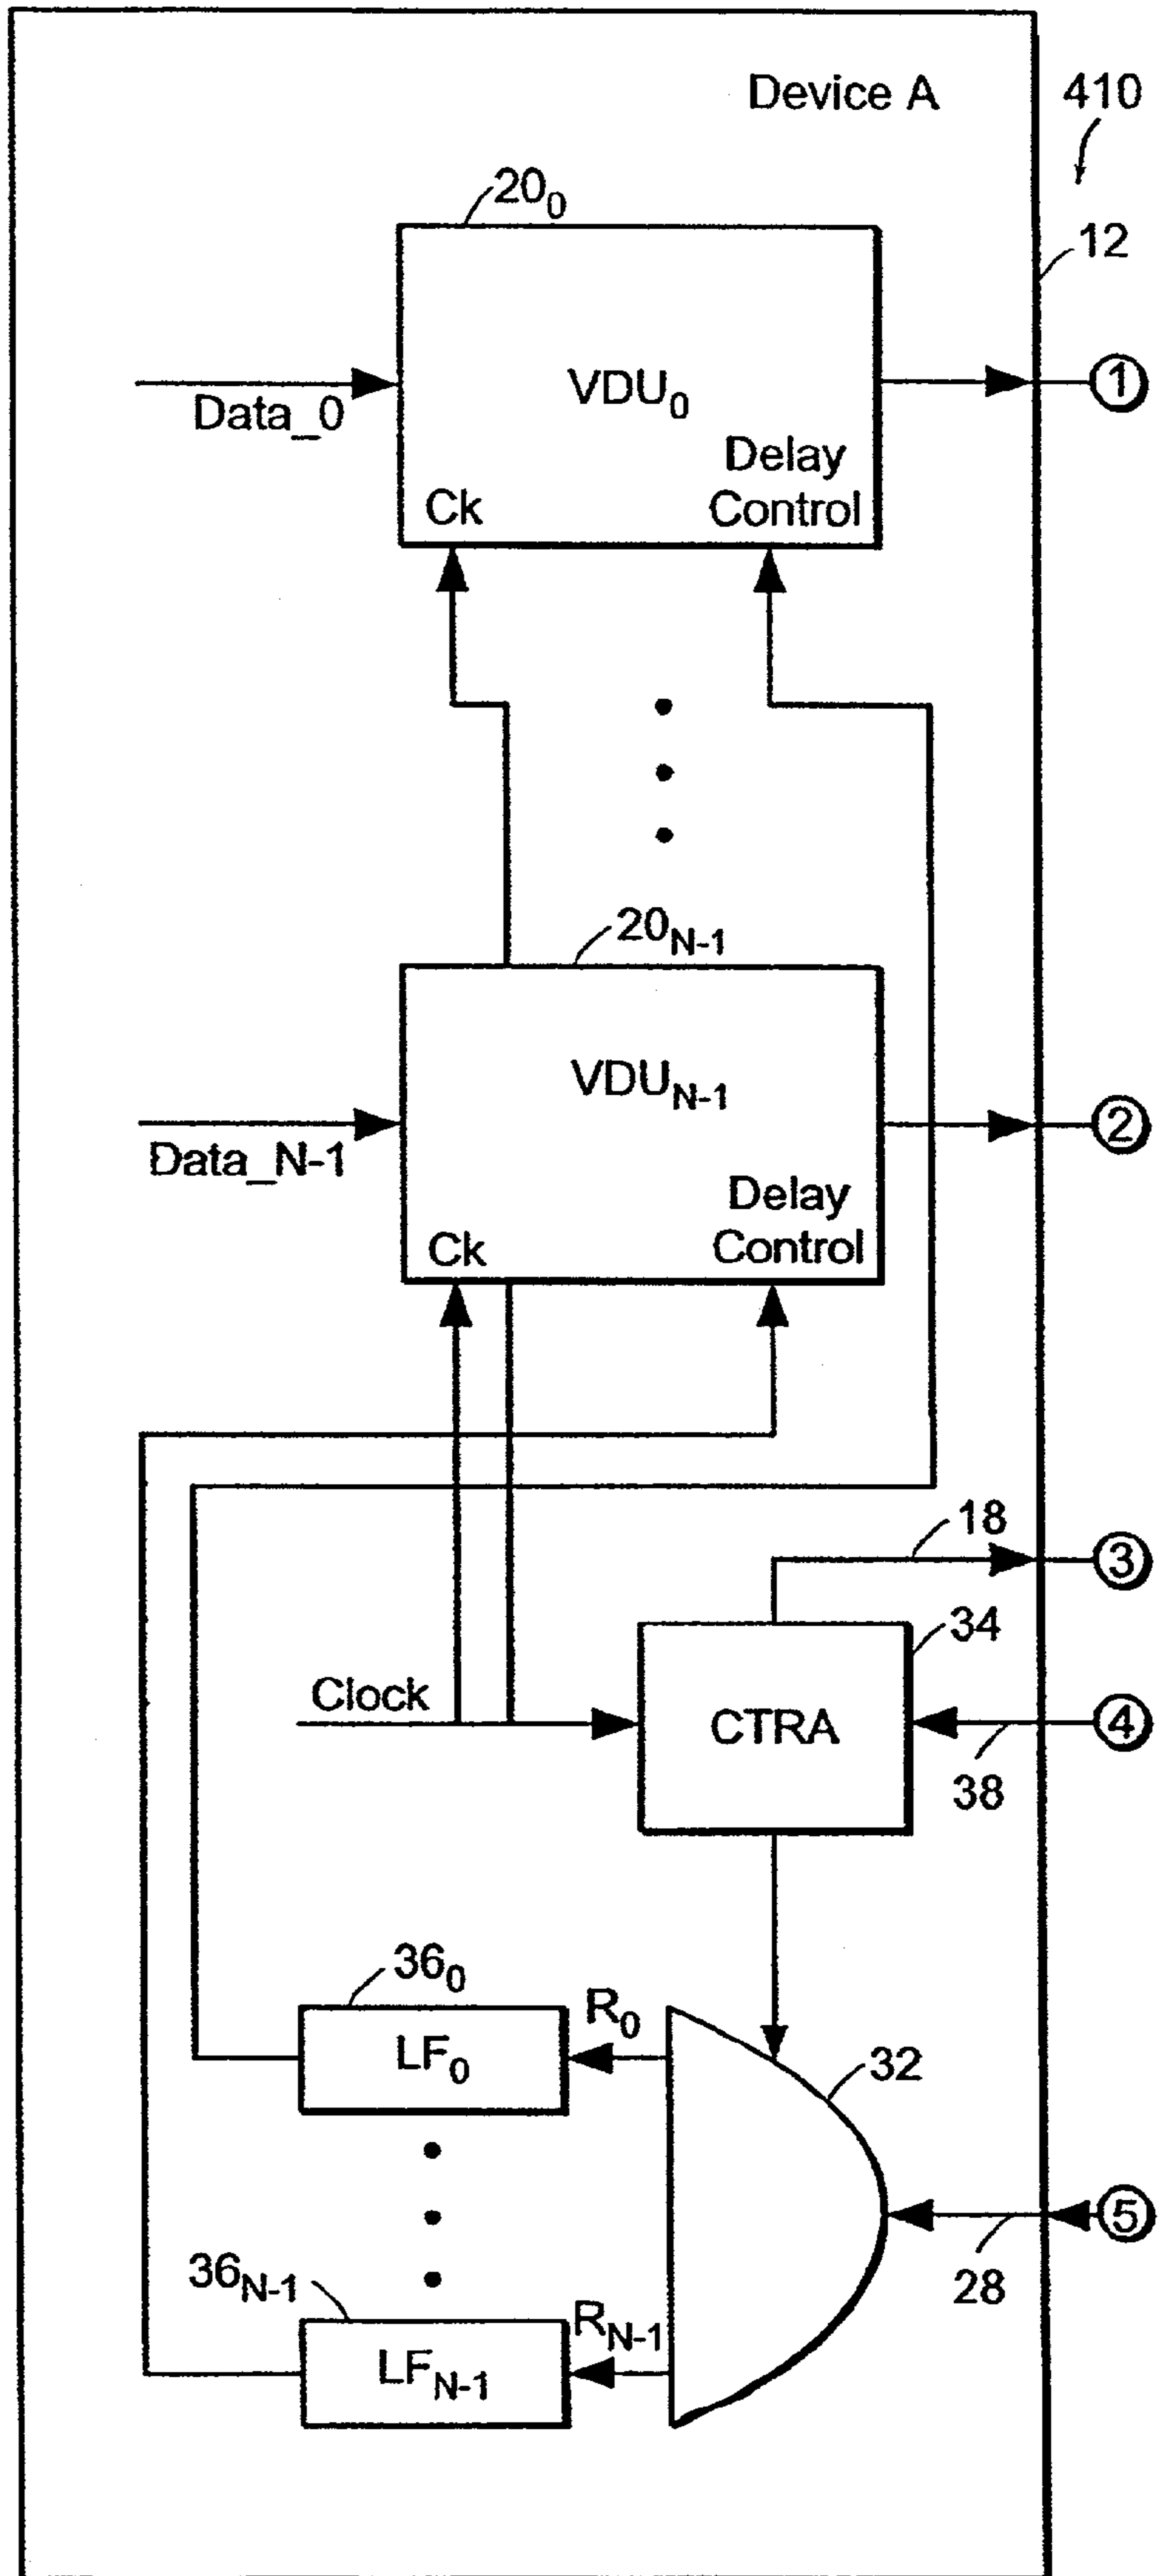 Device A
410
20₀
12
VDU₀
①
Data_0
Delay
Control
Ck
20N-1
VDUN-1
②
Data_N-1
Delay
Control
Ck
18
③
34
Clock
CTRA
④
38
36₀
R₀
LF₀
32
⑤
28
36N-1
RN-1
LFN-1